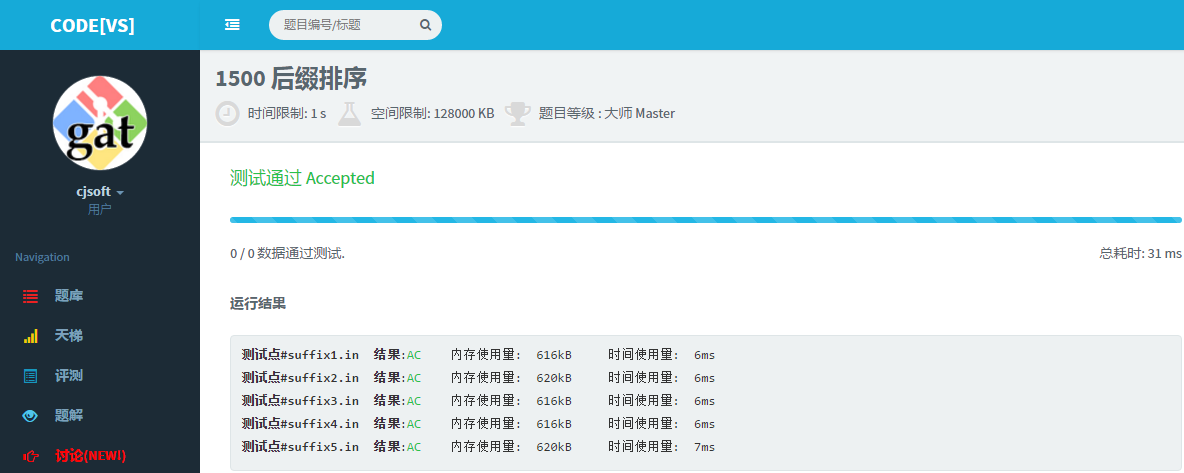 CODE[VS]
题目编号/标题
gat
cjsoft
用户
Navigation
题库
天梯
评测
题解
讨论(NEW!)
1500 后缀排序
时间限制: 1 s 空间限制: 128000 KB 题目等级 : 大师 Master
测试通过 Accepted
0 / 0 数据通过测试. 总耗时: 31 ms
运行结果
测试点#suffix1.in 结果:AC 内存使用量: 616kB 时间使用量: 6ms
测试点#suffix2.in 结果:AC 内存使用量: 620kB 时间使用量: 6ms
测试点#suffix3.in 结果:AC 内存使用量: 616kB 时间使用量: 6ms
测试点#suffix4.in 结果:AC 内存使用量: 616kB 时间使用量: 6ms
测试点#suffix5.in 结果:AC 内存使用量: 620kB 时间使用量: 7ms